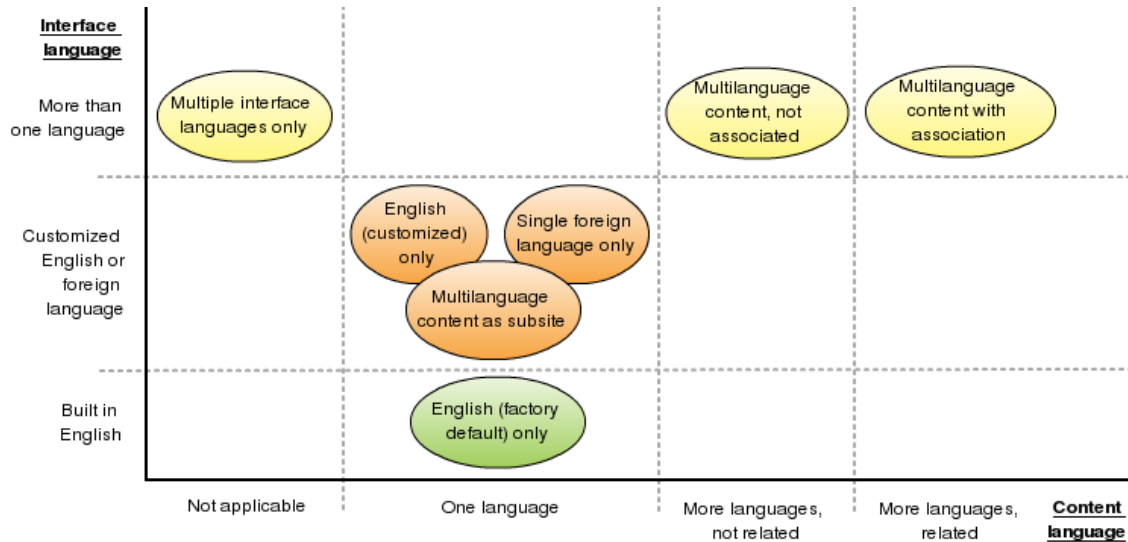 Interface
language
More than
one language
Multiple interface
languages only
Multilanguage
content, not
associated
Multilanguage
content with
association
Customized
English or
foreign
language
English
(customized)
only
Single foreign
language only
Multilanguage
content as subsite
Built in
English
English (factory
default) only
Not applicable
One language
More languages,
not related
More languages,
related
Content
language